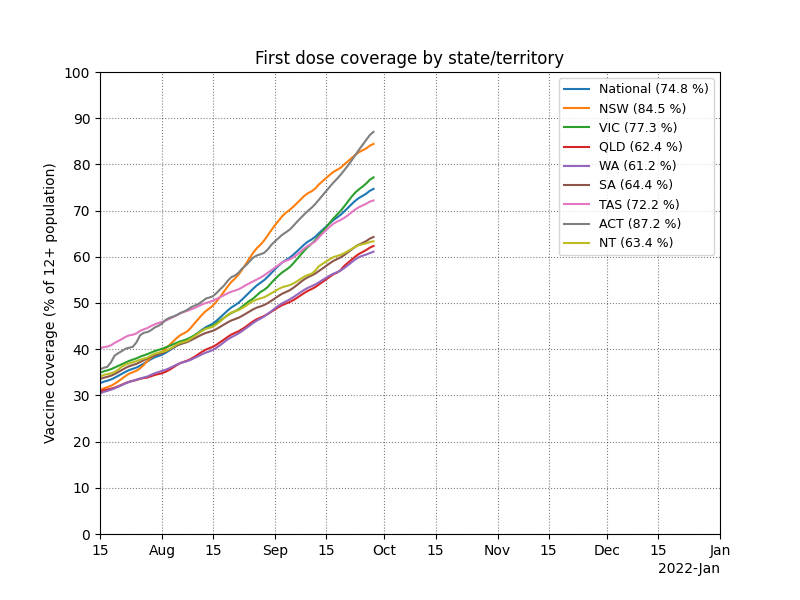 First dose coverage by state/territory
Vaccine coverage (% of 12+ population)
100
90
80
70
60
50
40
30
20
10
0
National (74.8 %)
NSW (84.5 %)
VIC (77.3 %)
QLD (62.4 %)
WA (61.2 %)
SA (64.4 %)
TAS (72.2 %)
ACT (87.2 %)
NT (63.4 %)
15 Aug 15 Sep 15 Oct 15 Nov 15 Dec 15 Jan
2022-Jan